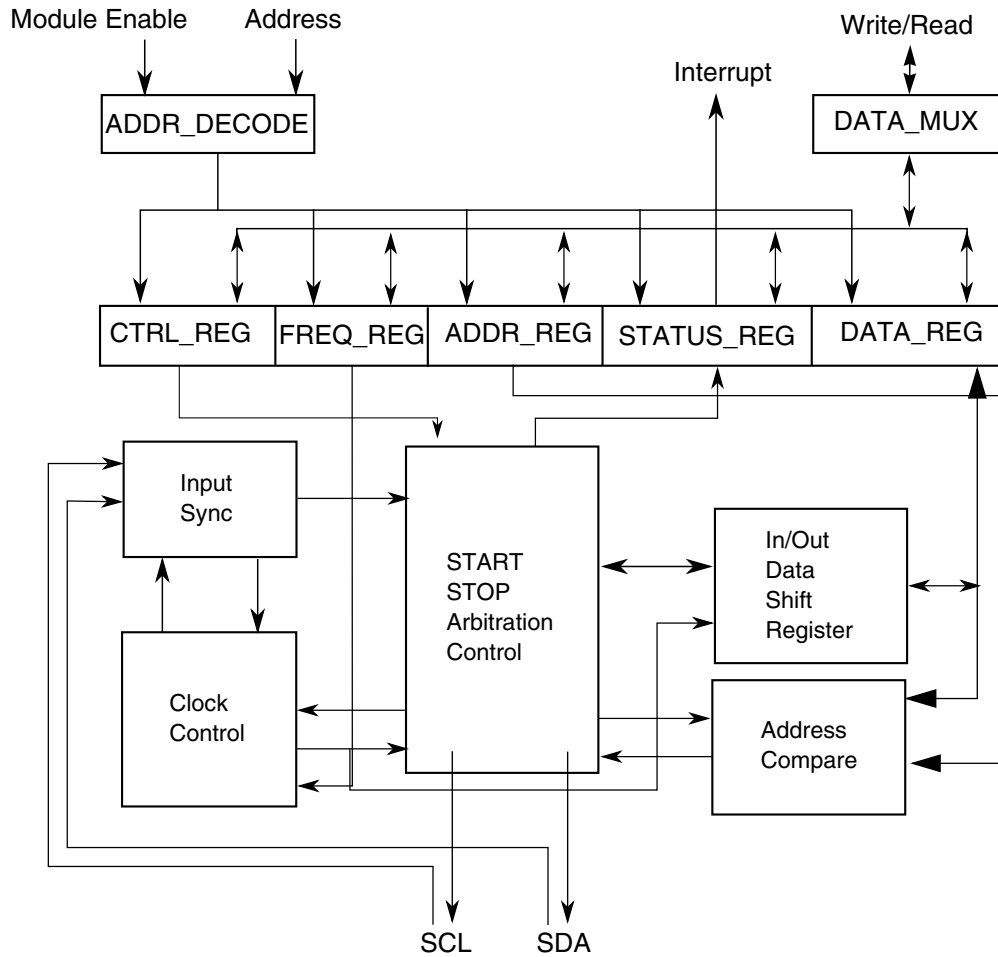 Module Enable
Address
Write/Read
Interrupt
ADDR_DECODE
DATA_MUX
CTRL_REG
FREQ_REG
ADDR_REG
STATUS_REG
DATA_REG
Input
Sync
START
STOP
Arbitration
Control
In/Out
Data
Shift
Register
Clock
Control
Address
Compare
SCL
SDA